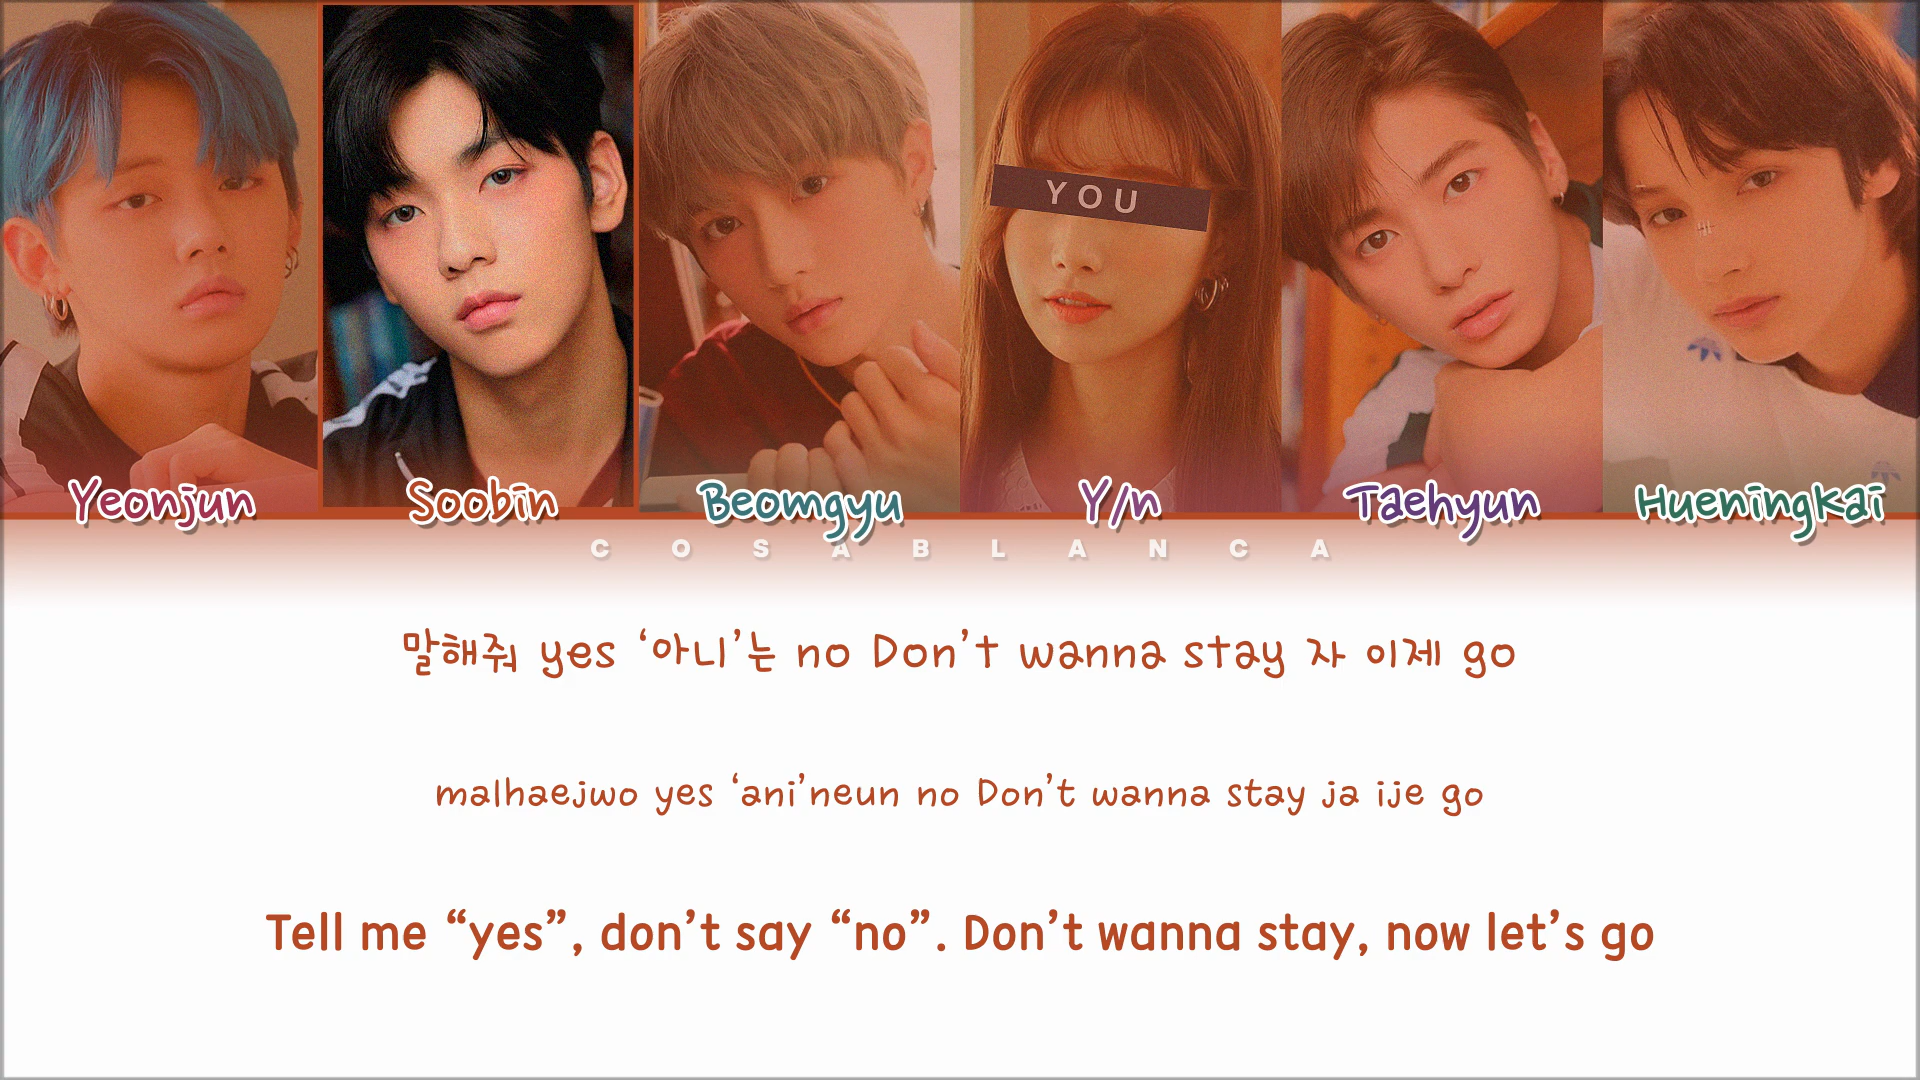 YOU
Yeonjun Soobin Beomgyu Y/n Taehyun Hueningkai
COSABLANCA
말해줘 yes ‘아니’는 no Don’t wanna stay 자 이제 go
malhaejwo yes ‘ani’neun no Don’t wanna stay ja ije go
Tell me “yes”, don’t say “no”. Don’t wanna stay, now let’s go